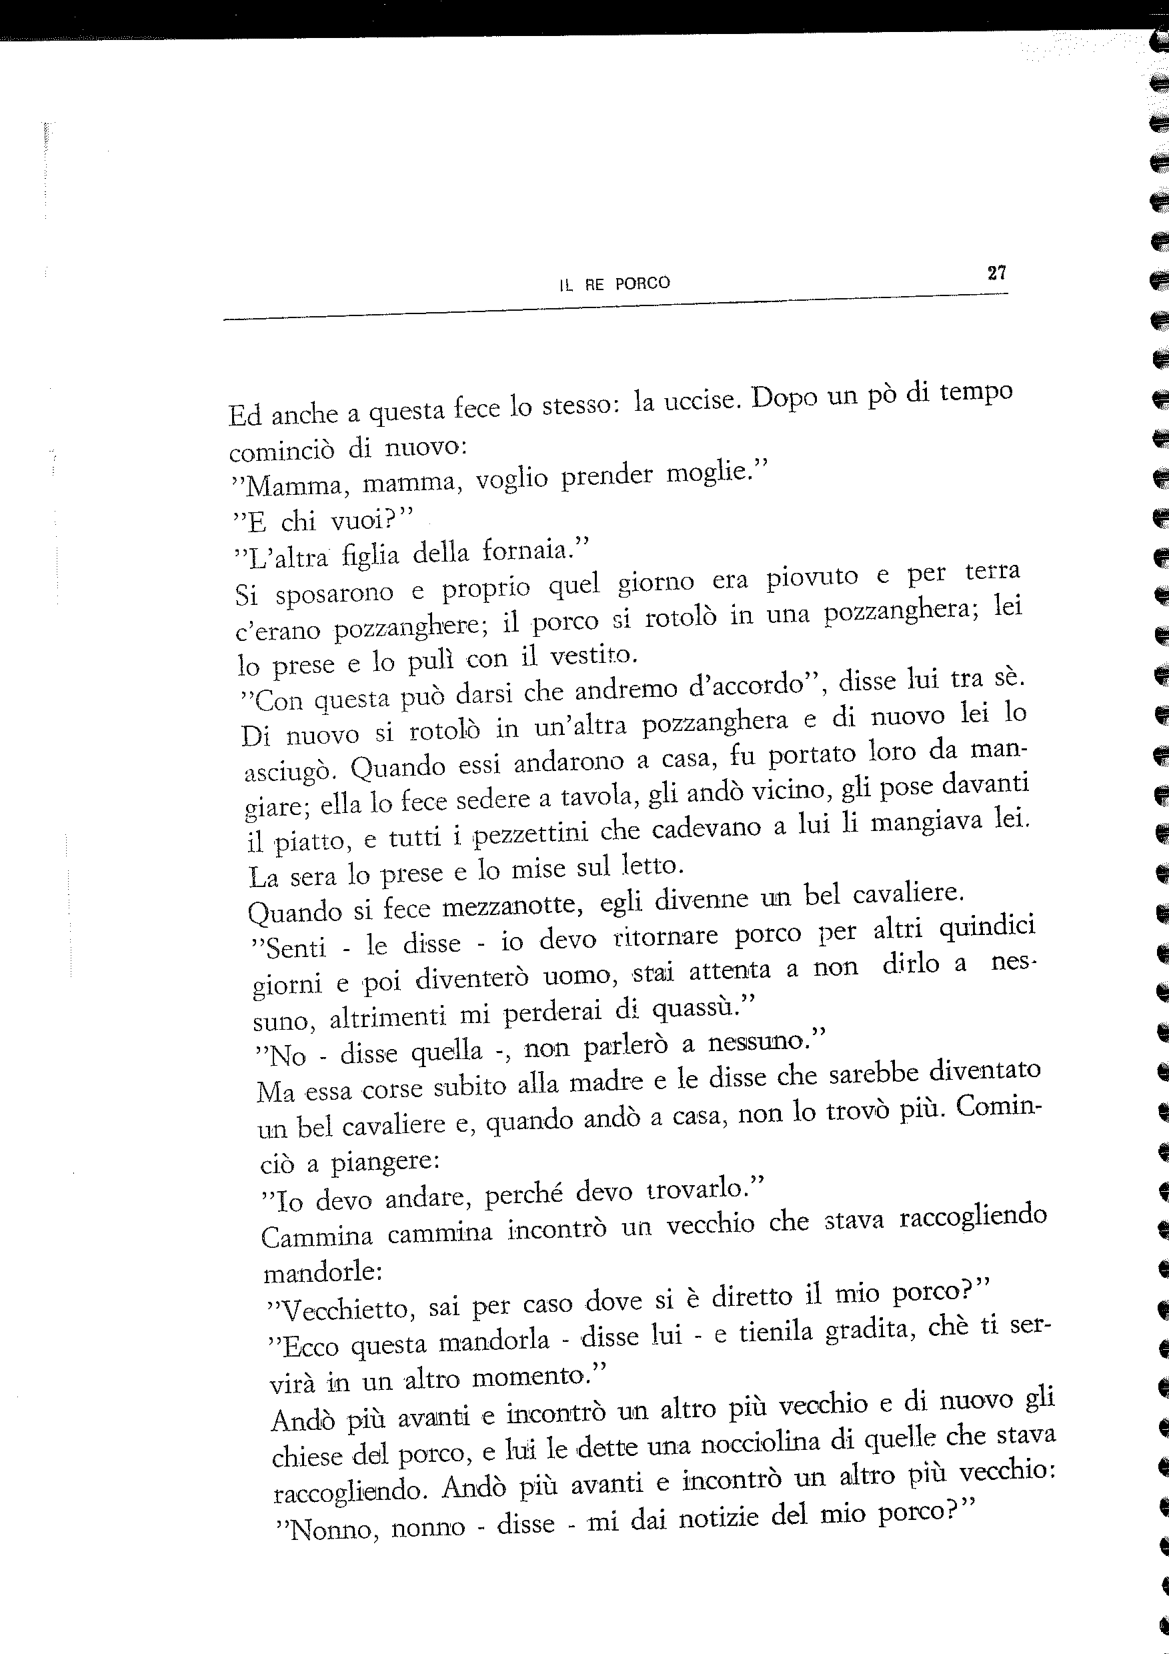 IL RE PORCO 27
Ed anche a questa fece lo stesso: la uccise. Dopo un pò di tempo
cominciò di nuovo:
”Mamma, mamma, voglio prender moglie.”
”E chi vuoi?”
”L'altra figlia della fornaia.”
Si sposarono e proprio quel giorno era piovuto e per terra
c'erano pozzanghere; il porco si rotolò in una pozzanghera; lei
lo prese e lo pulì con il vestito.
”Con questa può darsi che andremo d'accordo”, disse lui tra sè.
Di nuovo si rotolò in un'altra pozzanghera e di nuovo lei lo
asciugò. Quando essi andarono a casa, fu portato loro da man-
giare; ella lo fece sedere a tavola, gli andò vicino, gli pose davanti
il piatto, e tutti i pezzettini che cadevano a lui li mangiava lei.
La sera lo prese e lo mise sul letto.
Quando si fece mezzanotte, egli divenne un bel cavaliere.
”Senti - le disse - io devo ritornare porco per altri quindici
giorni e poi diventerò uomo, stai attenta a non dirlo a nes-
suno, altrimenti mi perderai di quassù.”
”No - disse quella -, non parlerò a nessuno.”
Ma essa corse subito alla madre e le disse che sarebbe diventato
un bel cavaliere e, quando andò a casa, non lo trovò più. Comin-
ciò a piangere:
”Io devo andare, perché devo trovarlo.”
Cammina cammina incontrò un vecchio che stava raccogliendo
mandorle:
”Vecchietto, sai per caso dove si è diretto il mio porco?”
”Ecco questa mandorla - disse lui - e tienila gradita, chè ti ser-
virà in un altro momento.”
Andò più avanti e incontrò un altro più vecchio e di nuovo gli
chiese del porco, e lui le dette una nocciolina di quelle che stava
raccogliendo. Andò più avanti e incontrò un altro più vecchio:
”Nonno, nonno - disse - mi dai notizie del mio porco?”